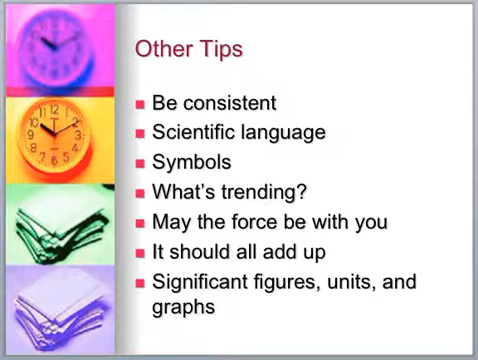 Other Tips
Be consistent
Scientific language
Symbols
What's trending?
May the force be with you
It should all add up
Significant figures, units, and
graphs